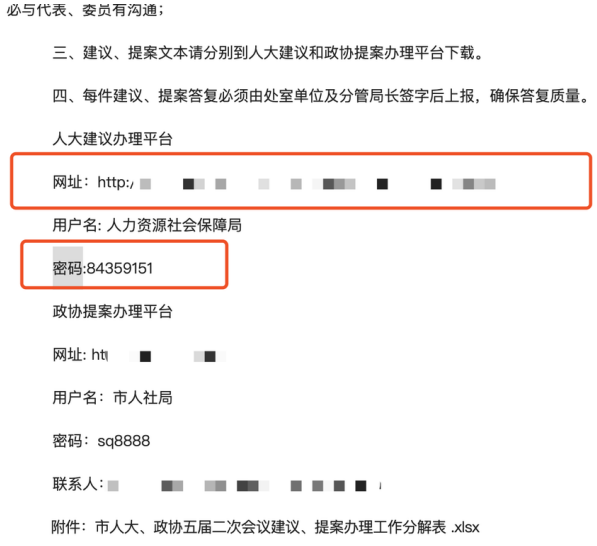 必与代表、委员有沟通；
三、建议、提案文本请分别到人大建议和政协提案办理平台下载。
四、每件建议、提案答复必须由处室单位及分管局长签字后上报，确保答复质量。
人大建议办理平台
网址：http:/
用户名: 人力资源社会保障局
密码:84359151
政协提案办理平台
网址: htt
用户名：市人社局
密码：sq8888
联系人：
附件：市人大、政协五届二次会议建议、提案办理工作分解表 .xlsx